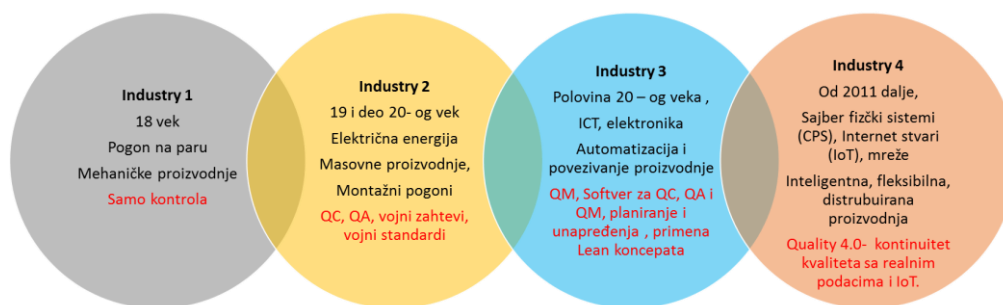 Industry 1
18 vek
Pogon na paru
Mehaničke proizvodnje
Samo kontrola
Industry 2
19 i deo 20- og vek
Električna energija
Masovne proizvodnje,
Montažni pogoni
QC, QA, vojni zahtevi,
vojni standardi
Industry 3
Polovina 20 – og veka ,
ICT, elektronika
Automatizacija i
povezivanje proizvodnje
QM, Softver za QC, QA i
QM, planiranje i
unapređenja , primena
Lean koncepata
Industry 4
Od 2011 dalje,
Sajber fizčki sistemi
(CPS), Internet stvari
(IoT), mreže
Inteligentna, fleksibilna,
distrubuirana
proizvodnja
Quality 4.0- kontinuitet
kvaliteta sa realnim
podacima i IoT.